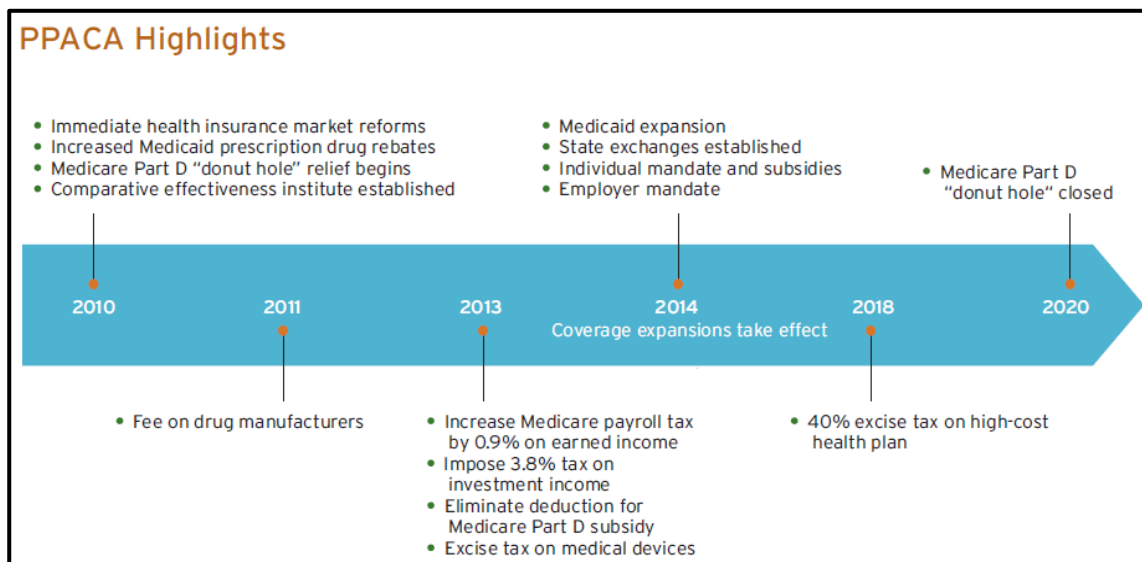 PPACA Highlights
• Immediate health insurance market reforms
• Increased Medicaid prescription drug rebates
• Medicare Part D “donut hole” relief begins
• Comparative effectiveness institute established
• Medicaid expansion
• State exchanges established
• Individual mandate and subsidies
• Employer mandate
• Medicare Part D
“donut hole” closed
2010
2011
2013
2014
2018
2020
Coverage expansions take effect
• Fee on drug manufacturers
• Increase Medicare payroll tax
by 0.9% on earned income
• Impose 3.8% tax on
investment income
• Eliminate deduction for
Medicare Part D subsidy
• Excise tax on medical devices
• 40% excise tax on high-cost
health plan